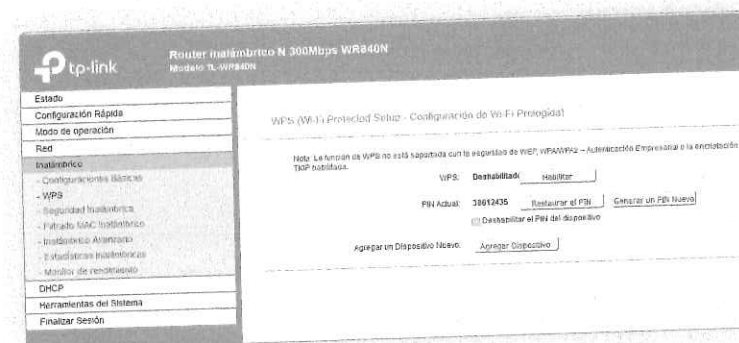 tp-link
Router inalámbrico N 300Mbps WR840N
Modelo TL-WR840N
Estado
Configuración Rápida
Modo de operación
Red
Inalámbrico
- Configuraciones Básicas
- WPS
- Seguridad Inalámbrica
- Filtrado MAC Inalámbrico
- Inalámbrico Avanzado
- Estadísticas Inalámbricas
- Monitor de rendimiento
DHCP
Herramientas del Sistema
Finalizar Sesión
WPS (Wi-Fi Protected Setup - Configuración de Wi-Fi Protegida)
Nota: La función de WPS no está soportada con la seguridad de WEP, WPA/WPA2 – Autenticación Empresarial o la encriptación
TKIP habilitada.
WPS: Deshabilitado Habilitar
PIN Actual: 38012435 Restaurar el PIN Generar un PIN Nuevo
Deshabilitar el PIN del dispositivo
Agregar un Dispositivo Nuevo: Agregar Dispositivo